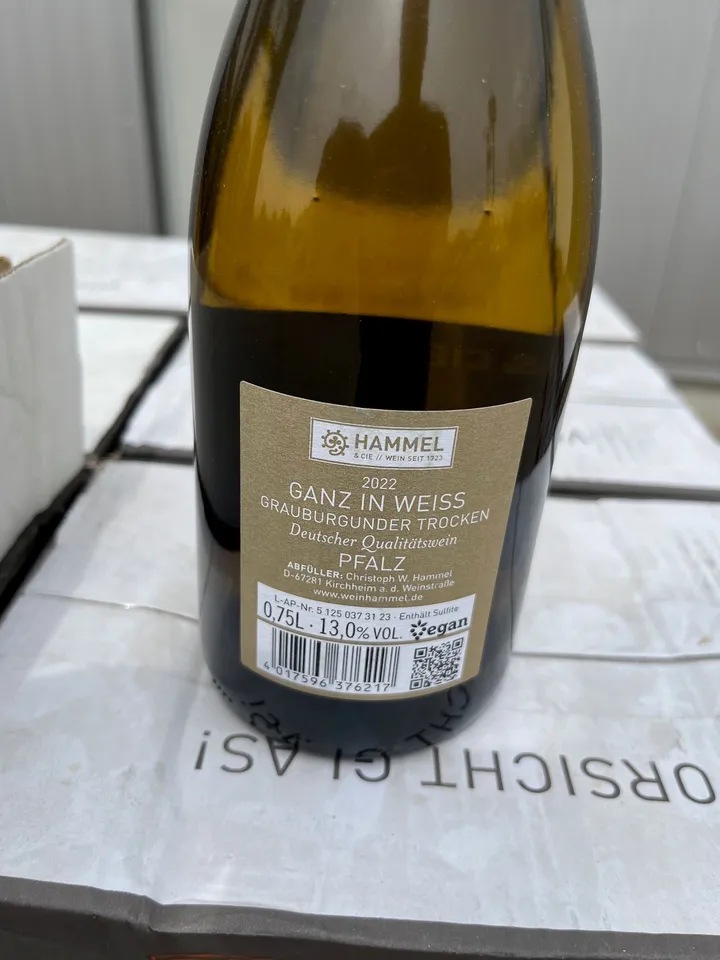 HAMMEL
& CIE // WEIN SEIT 1723
2022
GANZ IN WEISS
GRAUBURGUNDER TROCKEN
Deutscher Qualitätswein
PFALZ
ABFÜLLER: Christoph W. Hammel
D-67281 Kirchheim a. d. Weinstraße
www.weinhammel.de
L-AP-Nr. 5 125 037 31 23 · Enthält Sulfite
0,75L · 13,0% VOL. vegan
4 017596 376217
ORSICHT GLAS!